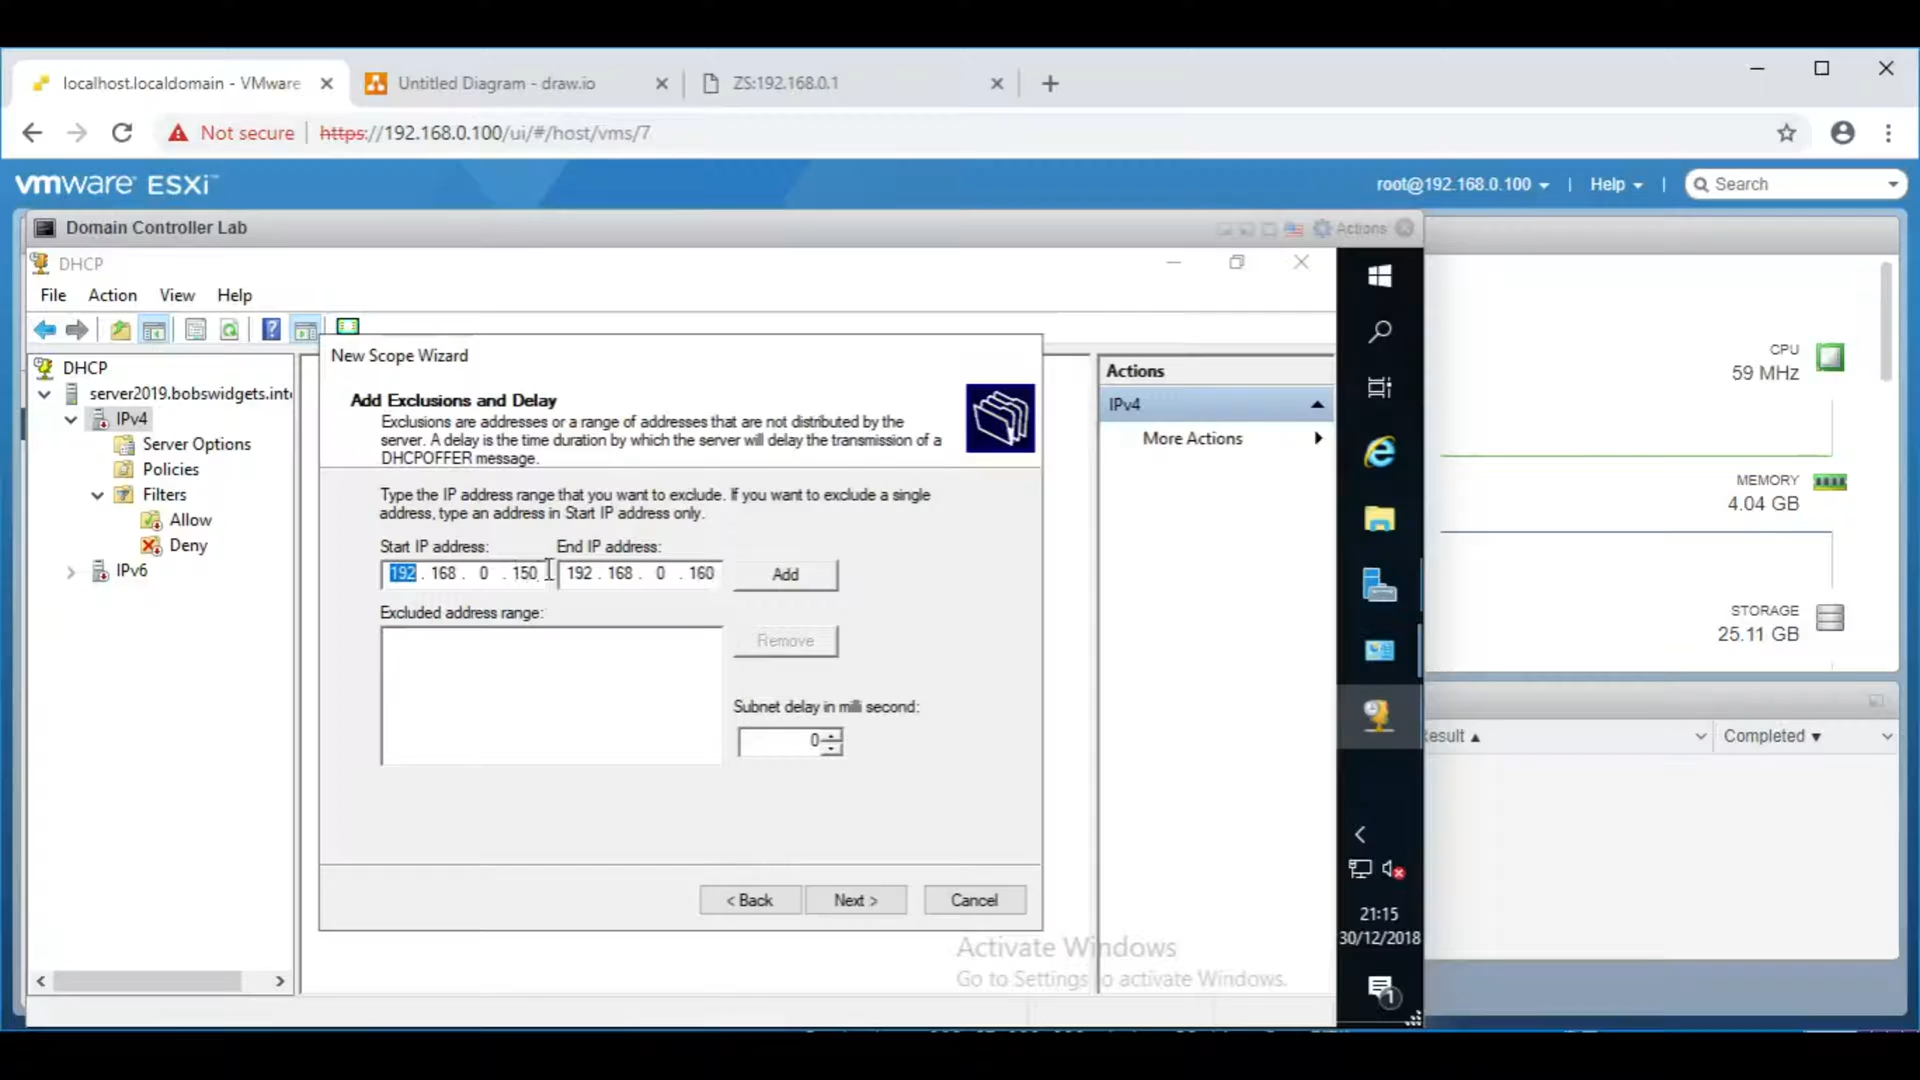 localhost.localdomain - VMware
Untitled Diagram - draw.io
ZS:192.168.0.1
Not secure
https://192.168.0.100/ui/#/host/vms/7
vmware ESXi™
root@192.168.0.100
Help
Search
Domain Controller Lab
Actions
DHCP
File
Action
View
Help
DHCP
server2019.bobswidgets.inte
IPv4
Server Options
Policies
Filters
Allow
Deny
IPv6
New Scope Wizard
Add Exclusions and Delay
Exclusions are addresses or a range of addresses that are not distributed by the
server. A delay is the time duration by which the server will delay the transmission of a
DHCPOFFER message.
Type the IP address range that you want to exclude. If you want to exclude a single
address, type an address in Start IP address only.
Start IP address:
End IP address:
192 . 168 . 0 . 150
192 . 168 . 0 . 160
Add
Excluded address range:
Remove
Subnet delay in milli second:
0
< Back
Next >
Cancel
Actions
IPv4
More Actions
CPU
59 MHz
MEMORY
4.04 GB
STORAGE
25.11 GB
Completed
21:15
30/12/2018
1
Activate Windows
Go to Settings to activate Windows.